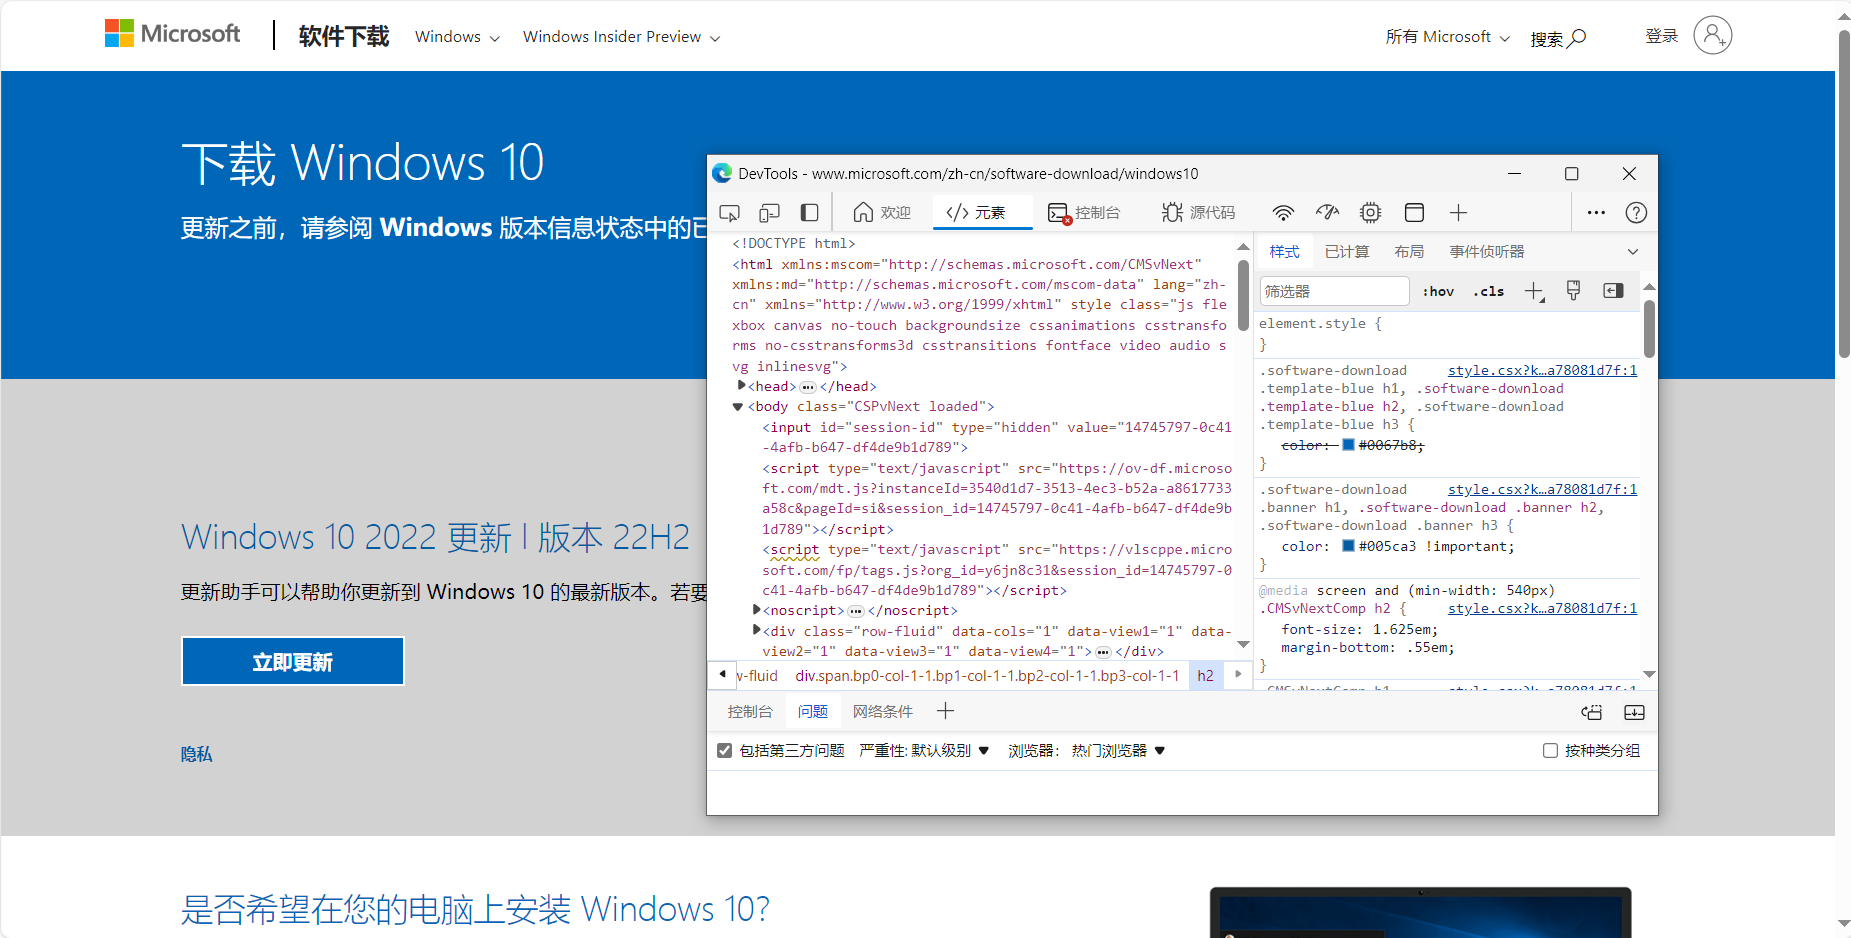 Microsoft
软件下载
Windows
Windows Insider Preview
所有 Microsoft
搜索
登录
下载 Windows 10
更新之前，请参阅 Windows 版本信息状态中的已
Windows 10 2022 更新 | 版本 22H2
更新助手可以帮助你更新到 Windows 10 的最新版本。若要
立即更新
隐私
是否希望在您的电脑上安装 Windows 10?
DevTools - www.microsoft.com/zh-cn/software-download/windows10
欢迎
元素
控制台
源代码
<!DOCTYPE html>
<html xmlns:mscom="http://schemas.microsoft.com/CMSvNext"
xmlns:md="http://schemas.microsoft.com/mscom-data" lang="zh-
cn" xmlns="http://www.w3.org/1999/xhtml" style class="js fle
xbox canvas no-touch backgroundsize cssanimations csstransfo
rms no-csstransforms3d csstransitions fontface video audio s
vg inlinesvg">
<head> ••• </head>
<body class="CSPvNext loaded">
<input id="session-id" type="hidden" value="14745797-0c41
-4afb-b647-df4de9b1d789">
<script type="text/javascript" src="https://ov-df.microso
ft.com/mdt.js?instanceId=3540d1d7-3513-4ec3-b52a-a8617733
a58c&pageId=si&session_id=14745797-0c41-4afb-b647-df4de9b
1d789"></script>
<script type="text/javascript" src="https://vlscppe.micro
soft.com/fp/tags.js?org_id=y6jn8c31&session_id=14745797-0
c41-4afb-b647-df4de9b1d789"></script>
<noscript> ••• </noscript>
<div class="row-fluid" data-cols="1" data-view1="1" data-
view2="1" data-view3="1" data-view4="1"> ••• </div>
w-fluid
div.span.bp0-col-1-1.bp1-col-1-1.bp2-col-1-1.bp3-col-1-1
h2
样式
已计算
布局
事件侦听器
筛选器
:hov
.cls
element.style {
}
.software-download style.csx?k…a78081d7f:1
.template-blue h1, .software-download
.template-blue h2, .software-download
.template-blue h3 {
color: #0067b8;
}
.software-download style.csx?k…a78081d7f:1
.banner h1, .software-download .banner h2,
.software-download .banner h3 {
color: #005ca3 !important;
}
@media screen and (min-width: 540px)
.CMSvNextComp h2 { style.csx?k…a78081d7f:1
font-size: 1.625em;
margin-bottom: .55em;
}
控制台
问题
网络条件
包括第三方问题
严重性: 默认级别
浏览器:
热门浏览器
按种类分组